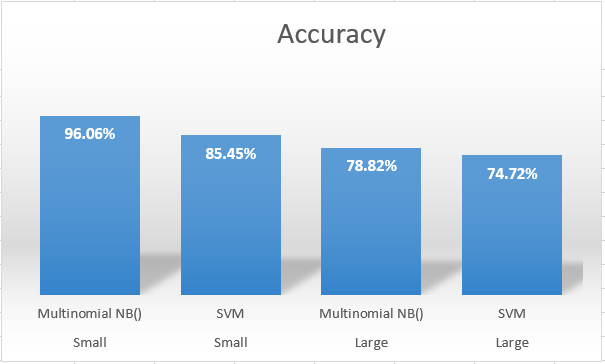 Accuracy
96.06%
85.45%
78.82%
74.72%
Multinomial NB() SVM Multinomial NB() SVM
Small Small Large Large